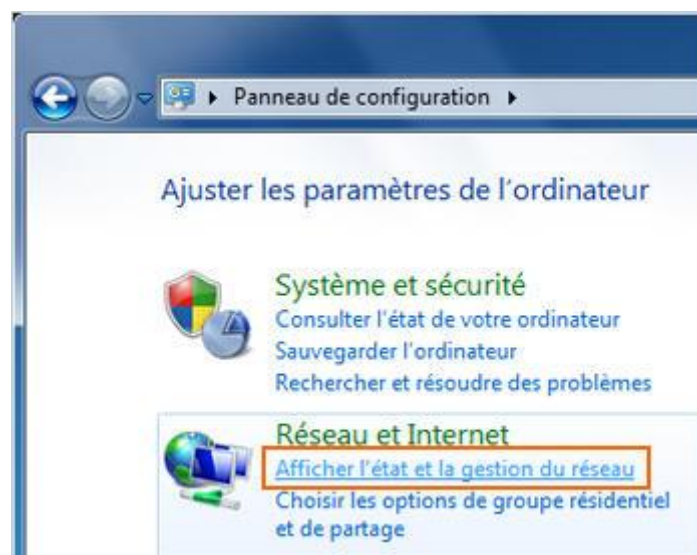 Panneau de configuration
Ajuster les paramètres de l'ordinateur
Système et sécurité
Consulter l'état de votre ordinateur
Sauvegarder l'ordinateur
Rechercher et résoudre des problèmes
Réseau et Internet
Afficher l'état et la gestion du réseau
Choisir les options de groupe résidentiel
et de partage